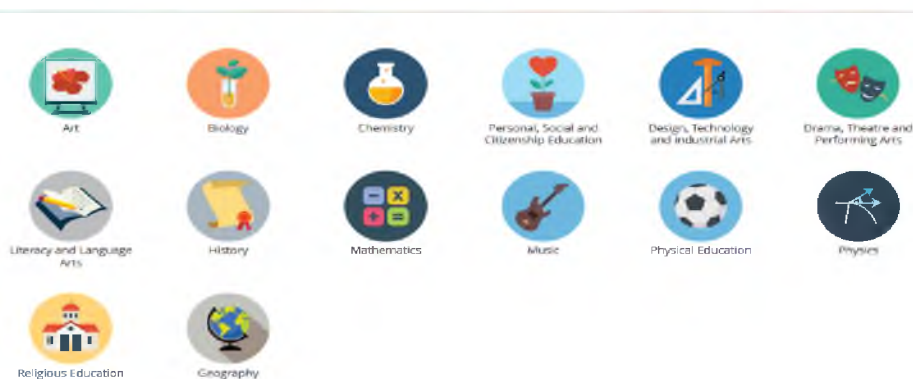 Art
Biology
Chemistry
Personal, Social and
Citizenship Education
Design, Technology
and Industrial Arts
Drama, Theatre and
Performing Arts
Literacy and Language
Arts
History
Mathematics
Music
Physical Education
Physics
Religious Education
Geography